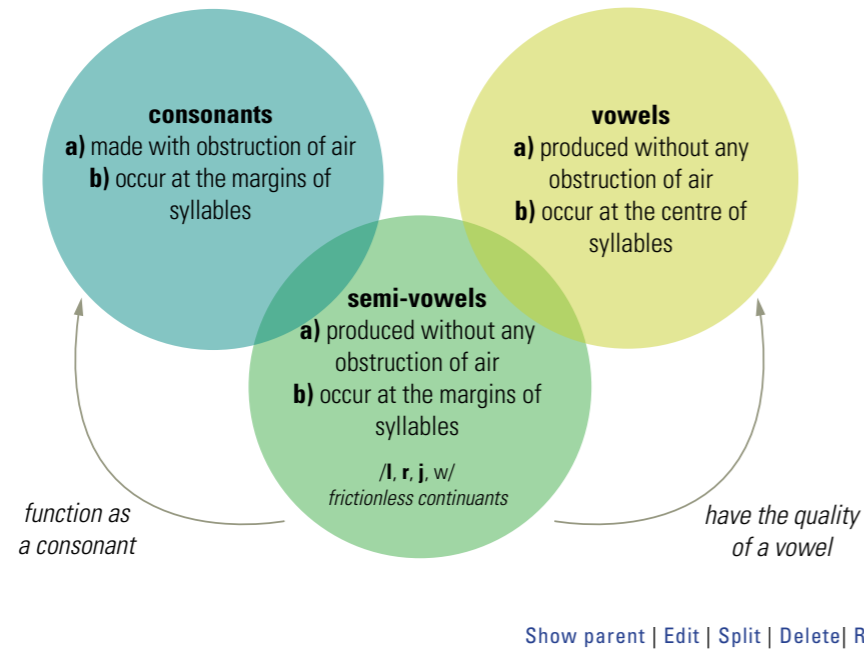 consonants
a) made with obstruction of air
b) occur at the margins of
syllables
vowels
a) produced without any
obstruction of air
b) occur at the centre of
syllables
semi-vowels
a) produced without any
obstruction of air
b) occur at the margins of
syllables
/l, r, j, w/
frictionless continuants
function as
a consonant
have the quality
of a vowel
Show parent | Edit | Split | Delete| R